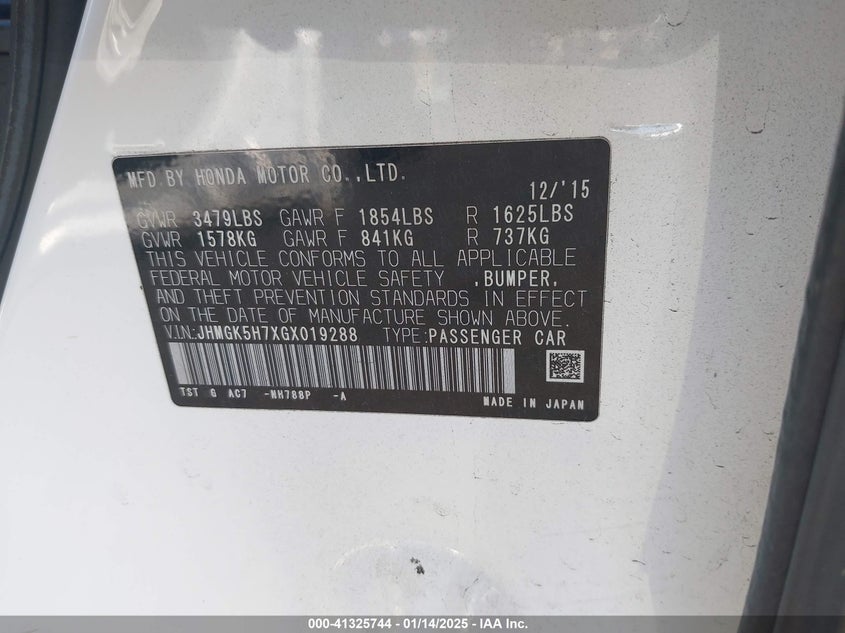 MFD.BY HONDA MOTOR CO.,LTD.
12/'15
GVWR 3479LBS GAWR F 1854LBS R 1625LBS
GVWR 1578KG GAWR F 841KG R 737KG
THIS VEHICLE CONFORMS TO ALL APPLICABLE
FEDERAL MOTOR VEHICLE SAFETY ,BUMPER,
AND THEFT PREVENTION STANDARDS IN EFFECT
ON THE DATE OF MANUFACTURE SHOWN ABOVE.
VIN:JHMGK5H7XGX019288 TYPE:PASSENGER CAR
TST G AC7 -NH788P -A
MADE IN JAPAN
000-41325744 - 01/14/2025 - IAA Inc.